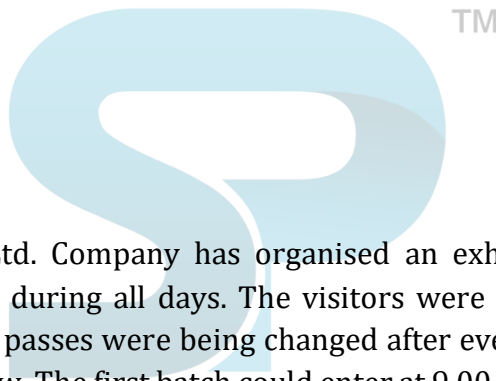 TM
Ltd. Company has organised an exh
during all days. The visitors were
passes were being changed after eve
The first batch could enter at 9.00